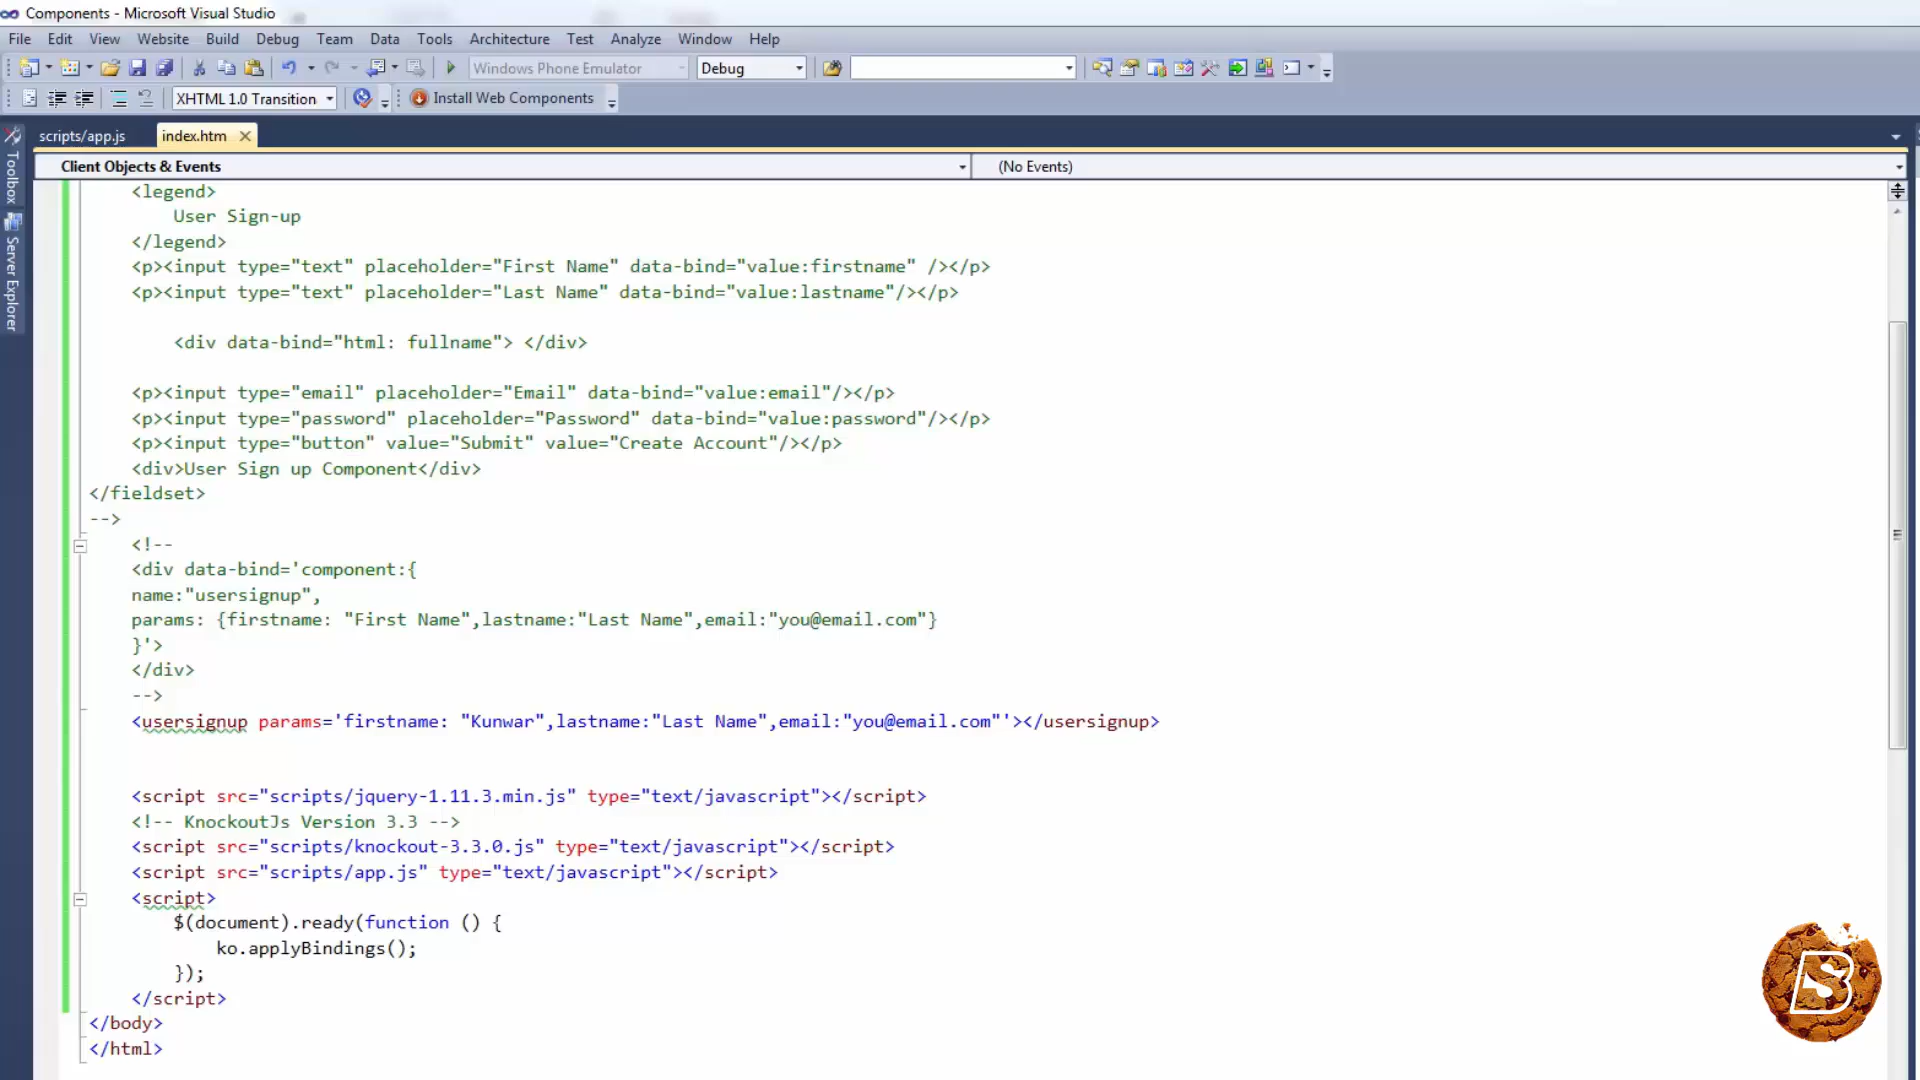 Components - Microsoft Visual Studio
File Edit View Website Build Debug Team Data Tools Architecture Test Analyze Window Help
Windows Phone Emulator Debug
XHTML 1.0 Transition Install Web Components
scripts/app.js index.htm
Toolbox
Server Explorer
Client Objects & Events (No Events)
<legend>
User Sign-up
</legend>
<p><input type="text" placeholder="First Name" data-bind="value:firstname" /></p>
<p><input type="text" placeholder="Last Name" data-bind="value:lastname"/></p>
<div data-bind="html: fullname"> </div>
<p><input type="email" placeholder="Email" data-bind="value:email"/></p>
<p><input type="password" placeholder="Password" data-bind="value:password"/></p>
<p><input type="button" value="Submit" value="Create Account"/></p>
<div>User Sign up Component</div>
</fieldset>
-->
<!--
<div data-bind='component:{
name:"usersignup",
params: {firstname: "First Name",lastname:"Last Name",email:"you@email.com"}
}'>
</div>
-->
<usersignup params='firstname: "Kunwar",lastname:"Last Name",email:"you@email.com"'></usersignup>
<script src="scripts/jquery-1.11.3.min.js" type="text/javascript"></script>
<!-- KnockoutJs Version 3.3 -->
<script src="scripts/knockout-3.3.0.js" type="text/javascript"></script>
<script src="scripts/app.js" type="text/javascript"></script>
<script>
$(document).ready(function () {
ko.applyBindings();
});
</script>
</body>
</html>